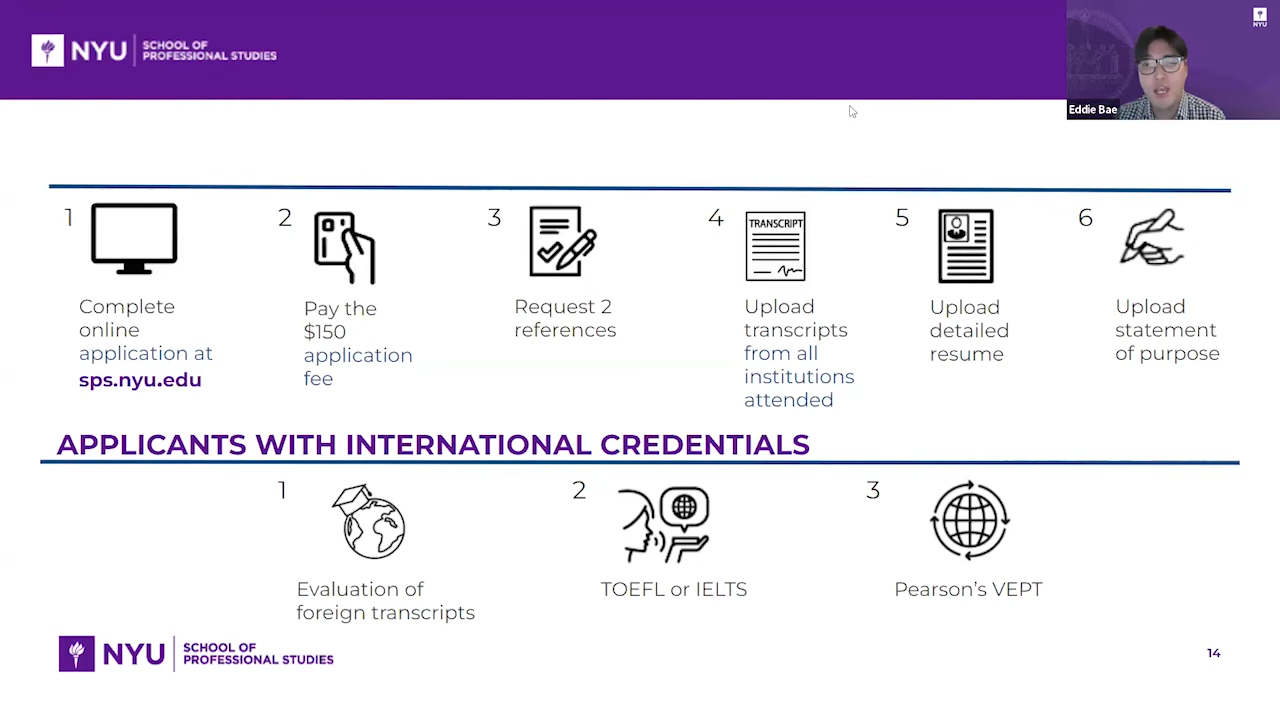 NYU
SCHOOL OF
PROFESSIONAL STUDIES
NYU
Eddie Bae
1
2
3
4
5
6
TRANSCRIPT
Complete
online
application at
sps.nyu.edu
Pay the
$150
application
fee
Request 2
references
Upload
transcripts
from all
institutions
attended
Upload
detailed
resume
Upload
statement
of purpose
APPLICANTS WITH INTERNATIONAL CREDENTIALS
1
2
3
Evaluation of
foreign transcripts
TOEFL or IELTS
Pearson's VEPT
NYU
SCHOOL OF
PROFESSIONAL STUDIES
14